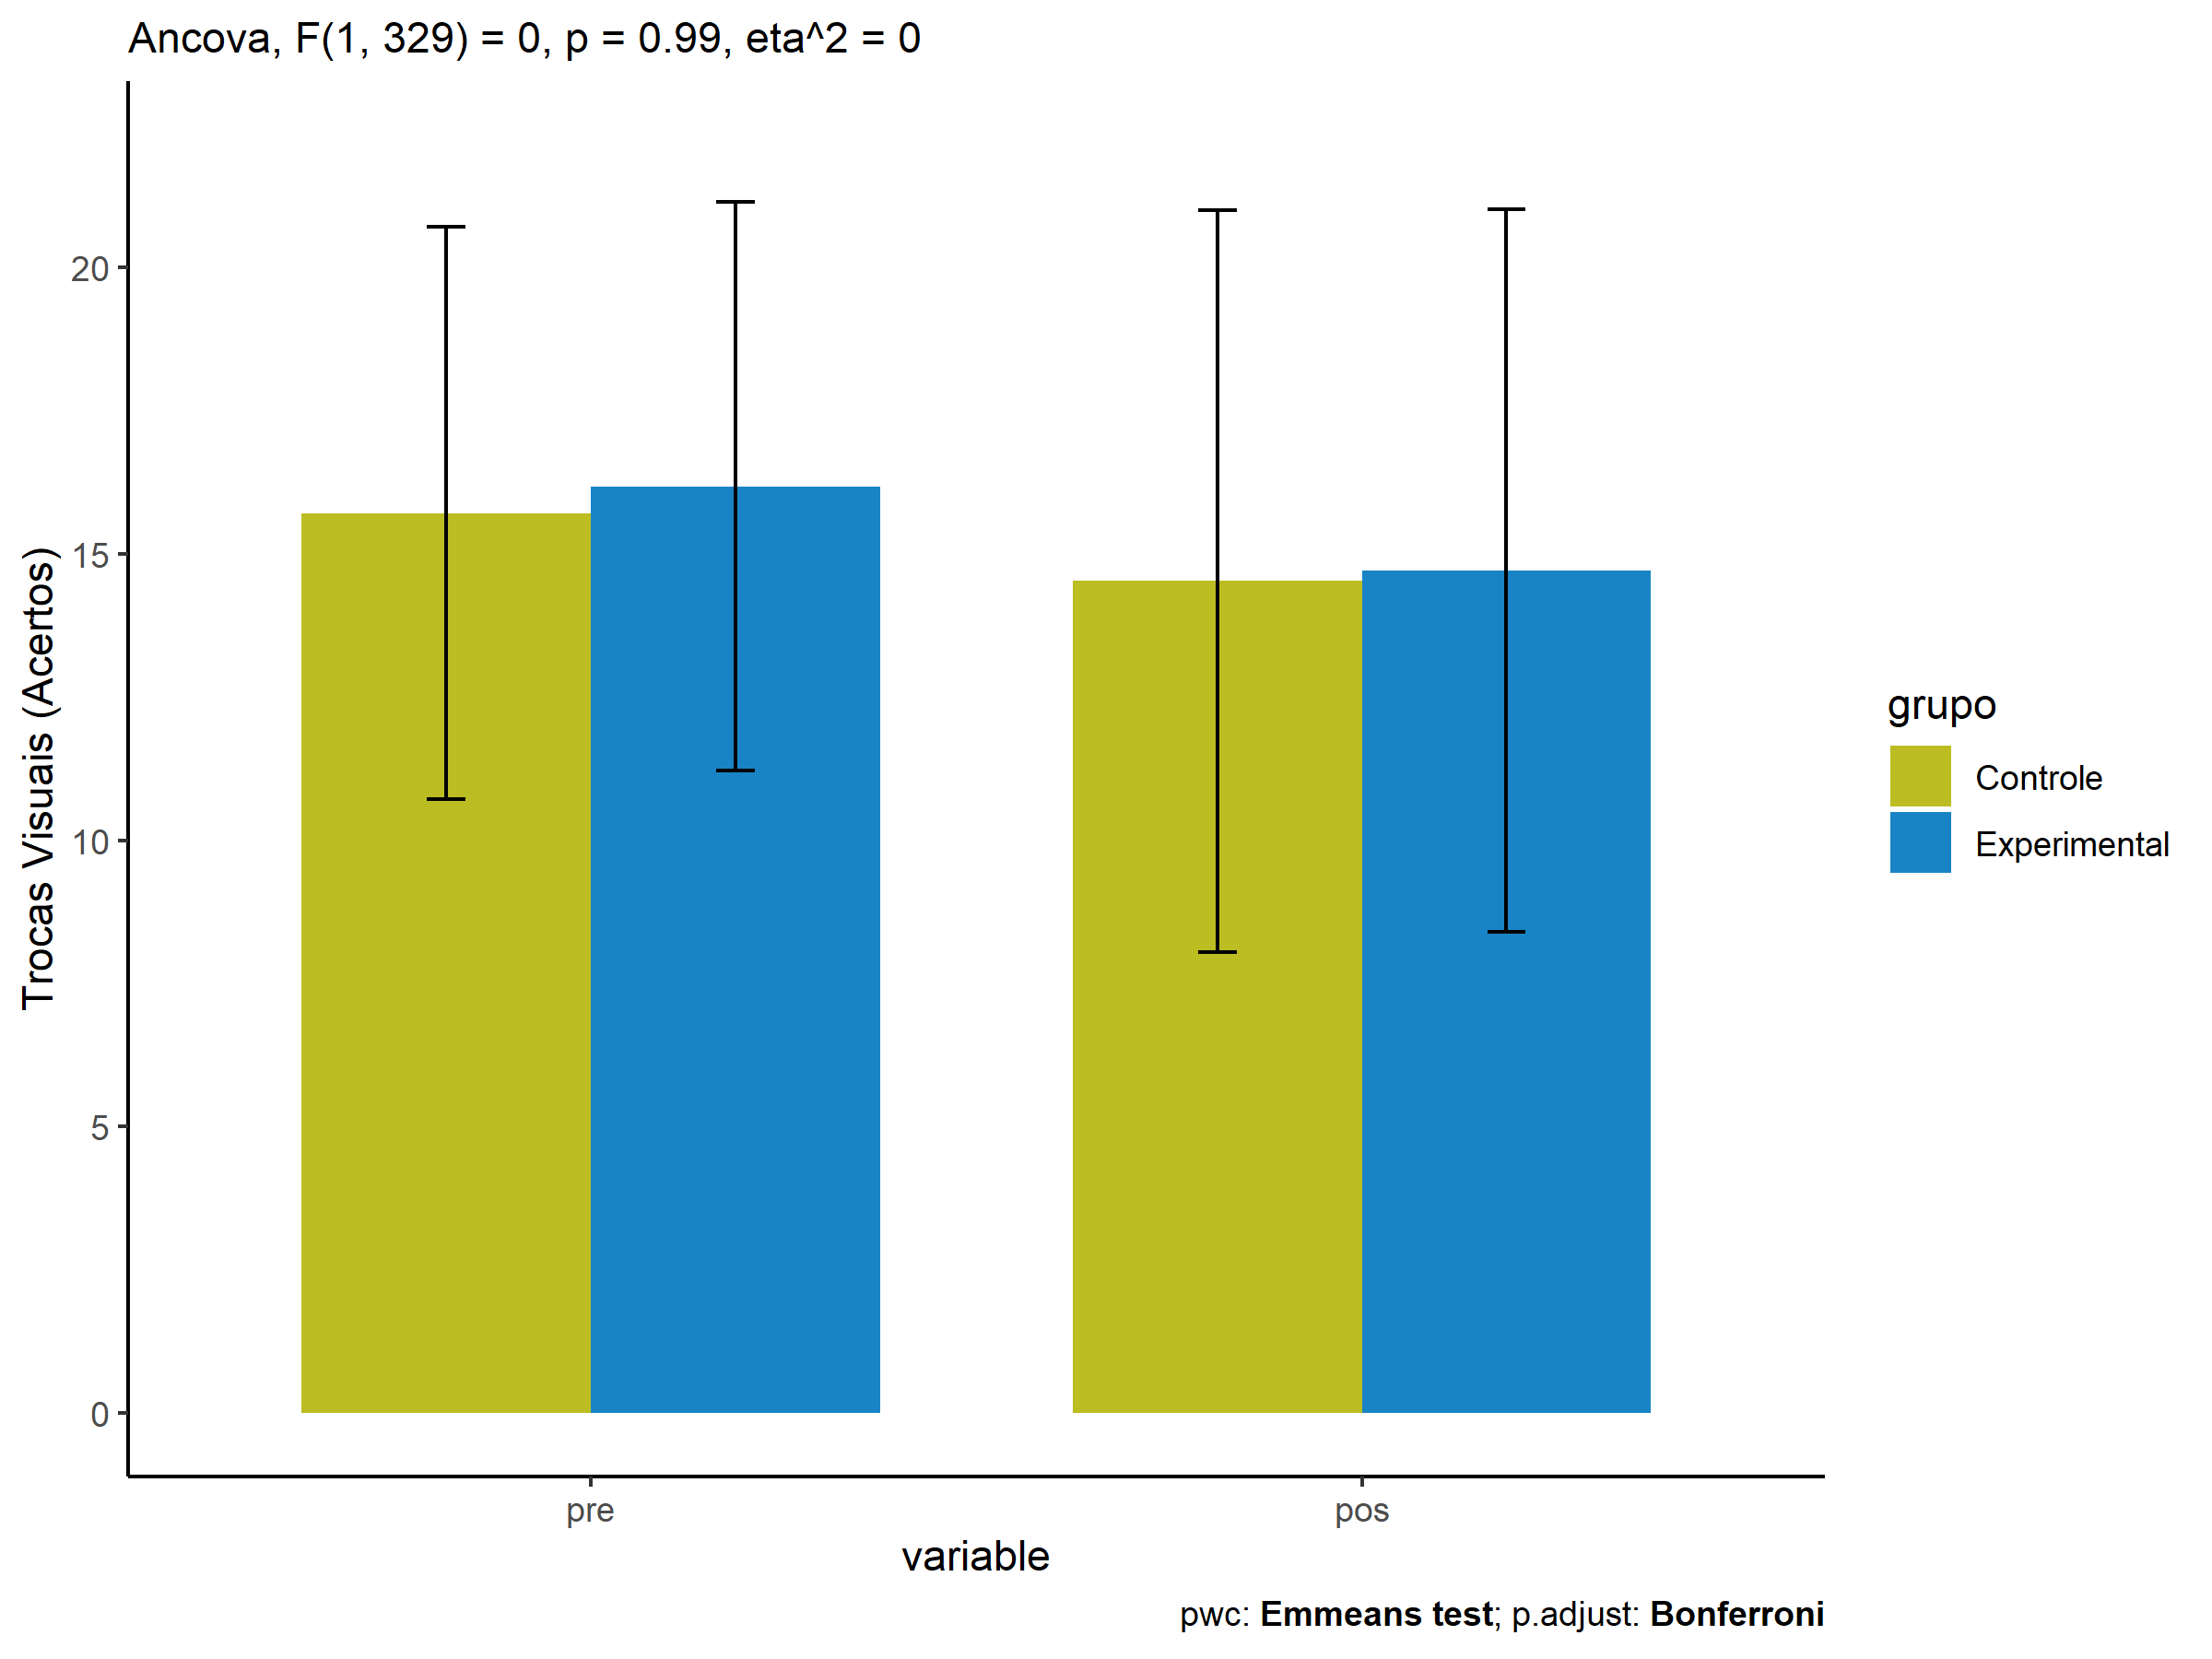 Ancova, F(1, 329) = 0, p = 0.99, eta^2 = 0
Trocas Visuais (Acertos)
20
15
10
5
0
pre
pos
variable
grupo
Controle
Experimental
pwc: Emmeans test; p.adjust: Bonferroni